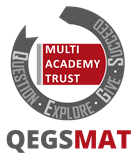 MULTI
ACADEMY
TRUST
QUESTION · EXPLORE · GIVE · SUCCEED
QEGSMAT